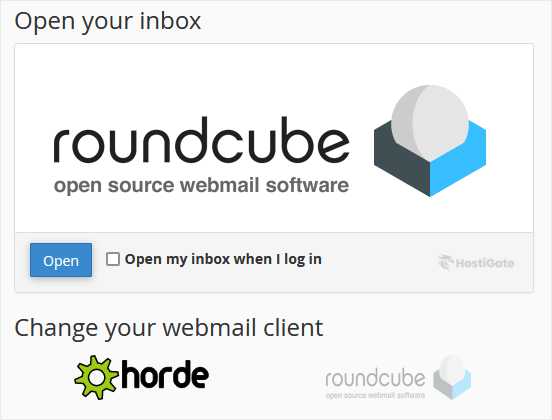 Open your inbox
roundcube
open source webmail software
Open
Open my inbox when I log in
HostiGate
Change your webmail client
horde
roundcube
open source webmail software